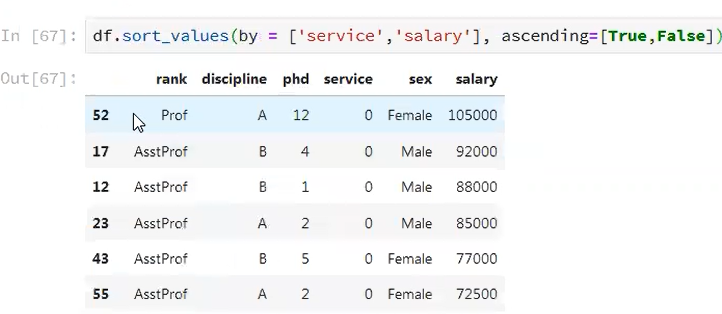 In [67]: df.sort_values(by = ['service','salary'], ascending=[True,False])
Out[67]:
rank discipline phd service sex salary
52 Prof A 12 0 Female 105000
17 AsstProf B 4 0 Male 92000
12 AsstProf B 1 0 Male 88000
23 AsstProf A 2 0 Male 85000
43 AsstProf B 5 0 Female 77000
55 AsstProf A 2 0 Female 72500